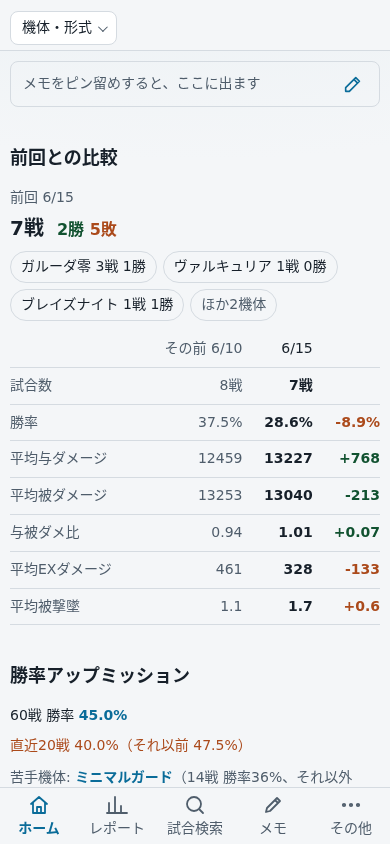 機体・形式
メモをピン留めすると、ここに出ます
前回との比較
前回 6/15
7戦 2勝 5敗
ガルーダ零 3戦 1勝 ヴァルキュリア 1戦 0勝
ブレイズナイト 1戦 1勝 ほか2機体
その前 6/10 6/15
試合数 8戦 7戦
勝率 37.5% 28.6% -8.9%
平均与ダメージ 12459 13227 +768
平均被ダメージ 13253 13040 -213
与被ダメ比 0.94 1.01 +0.07
平均EXダメージ 461 328 -133
平均被撃墜 1.1 1.7 +0.6
勝率アップミッション
60戦 勝率 45.0%
直近20戦 40.0%（それ以前 47.5%）
苦手機体: ミニマルガード（14戦 勝率36%、それ以外
ホーム レポート 試合検索 メモ その他